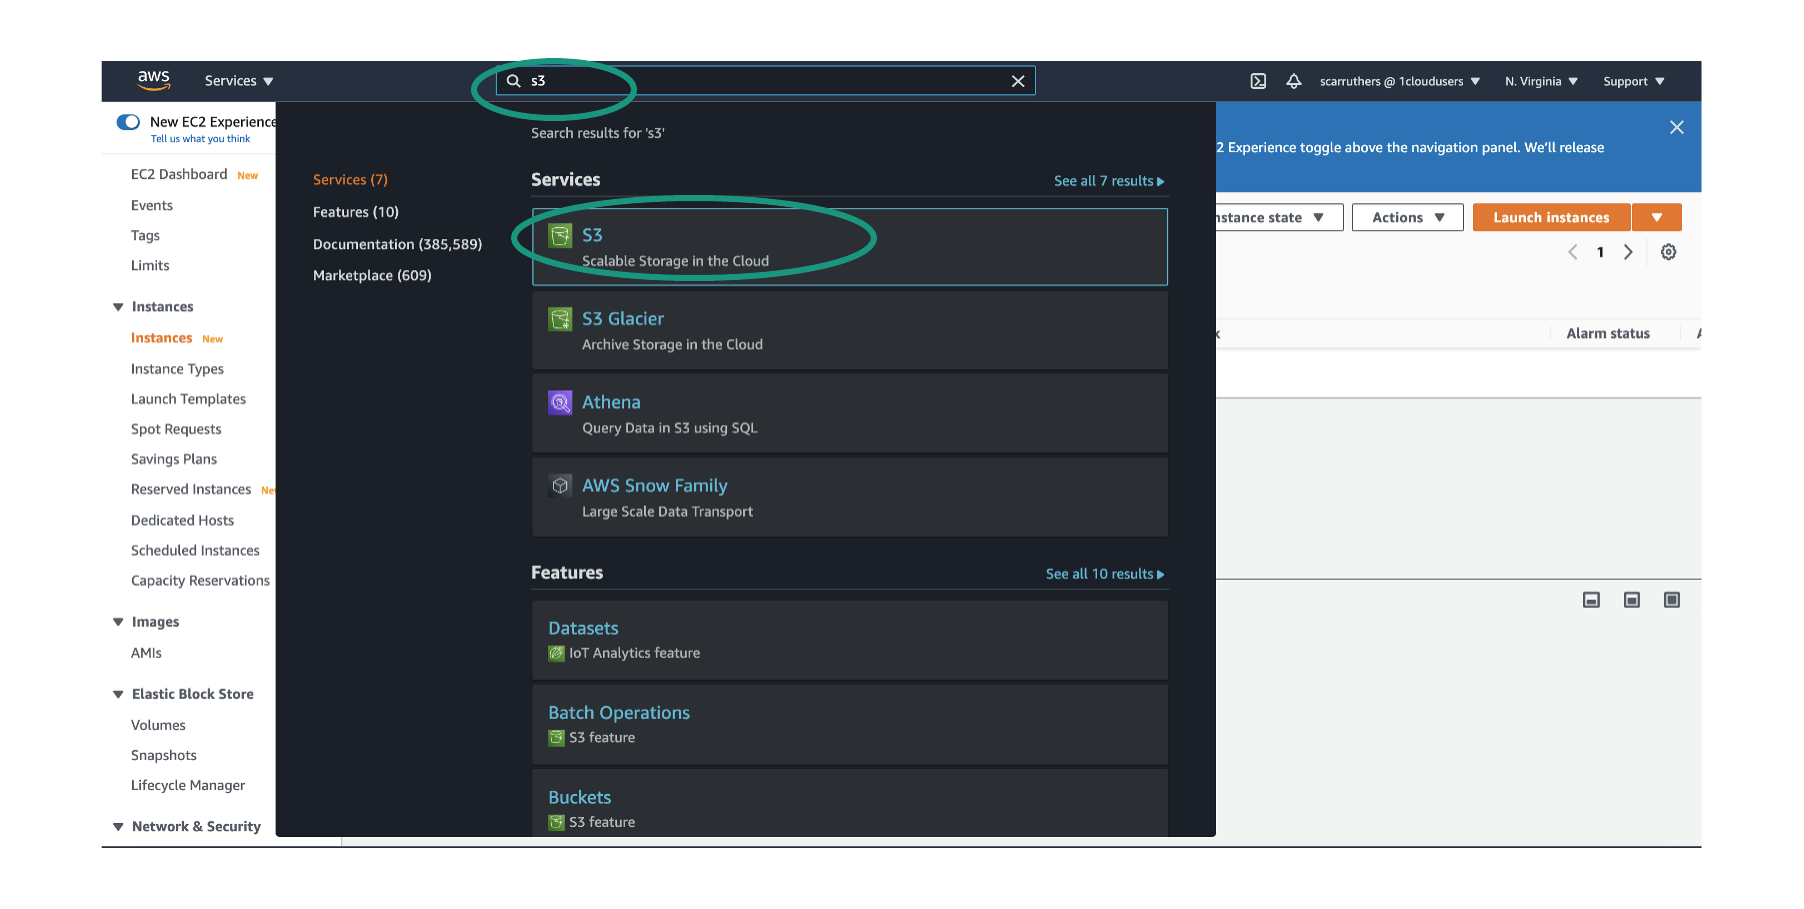 aws
Services
s3
scarruthers @ 1cloudusers
N. Virginia
Support
New EC2 Experience
Tell us what you think
EC2 Dashboard New
Events
Tags
Limits
Instances
Instances New
Instance Types
Launch Templates
Spot Requests
Savings Plans
Reserved Instances
Dedicated Hosts
Scheduled Instances
Capacity Reservations
Images
AMIs
Elastic Block Store
Volumes
Snapshots
Lifecycle Manager
Network & Security
Search results for 's3'
Services (7)
Features (10)
Documentation (385,589)
Marketplace (609)
Services
See all 7 results
S3
Scalable Storage in the Cloud
S3 Glacier
Archive Storage in the Cloud
Athena
Query Data in S3 using SQL
AWS Snow Family
Large Scale Data Transport
Features
See all 10 results
Datasets
IoT Analytics feature
Batch Operations
S3 feature
Buckets
S3 feature
2 Experience toggle above the navigation panel. We'll release
nstance state
Actions
Launch instances
1
Alarm status